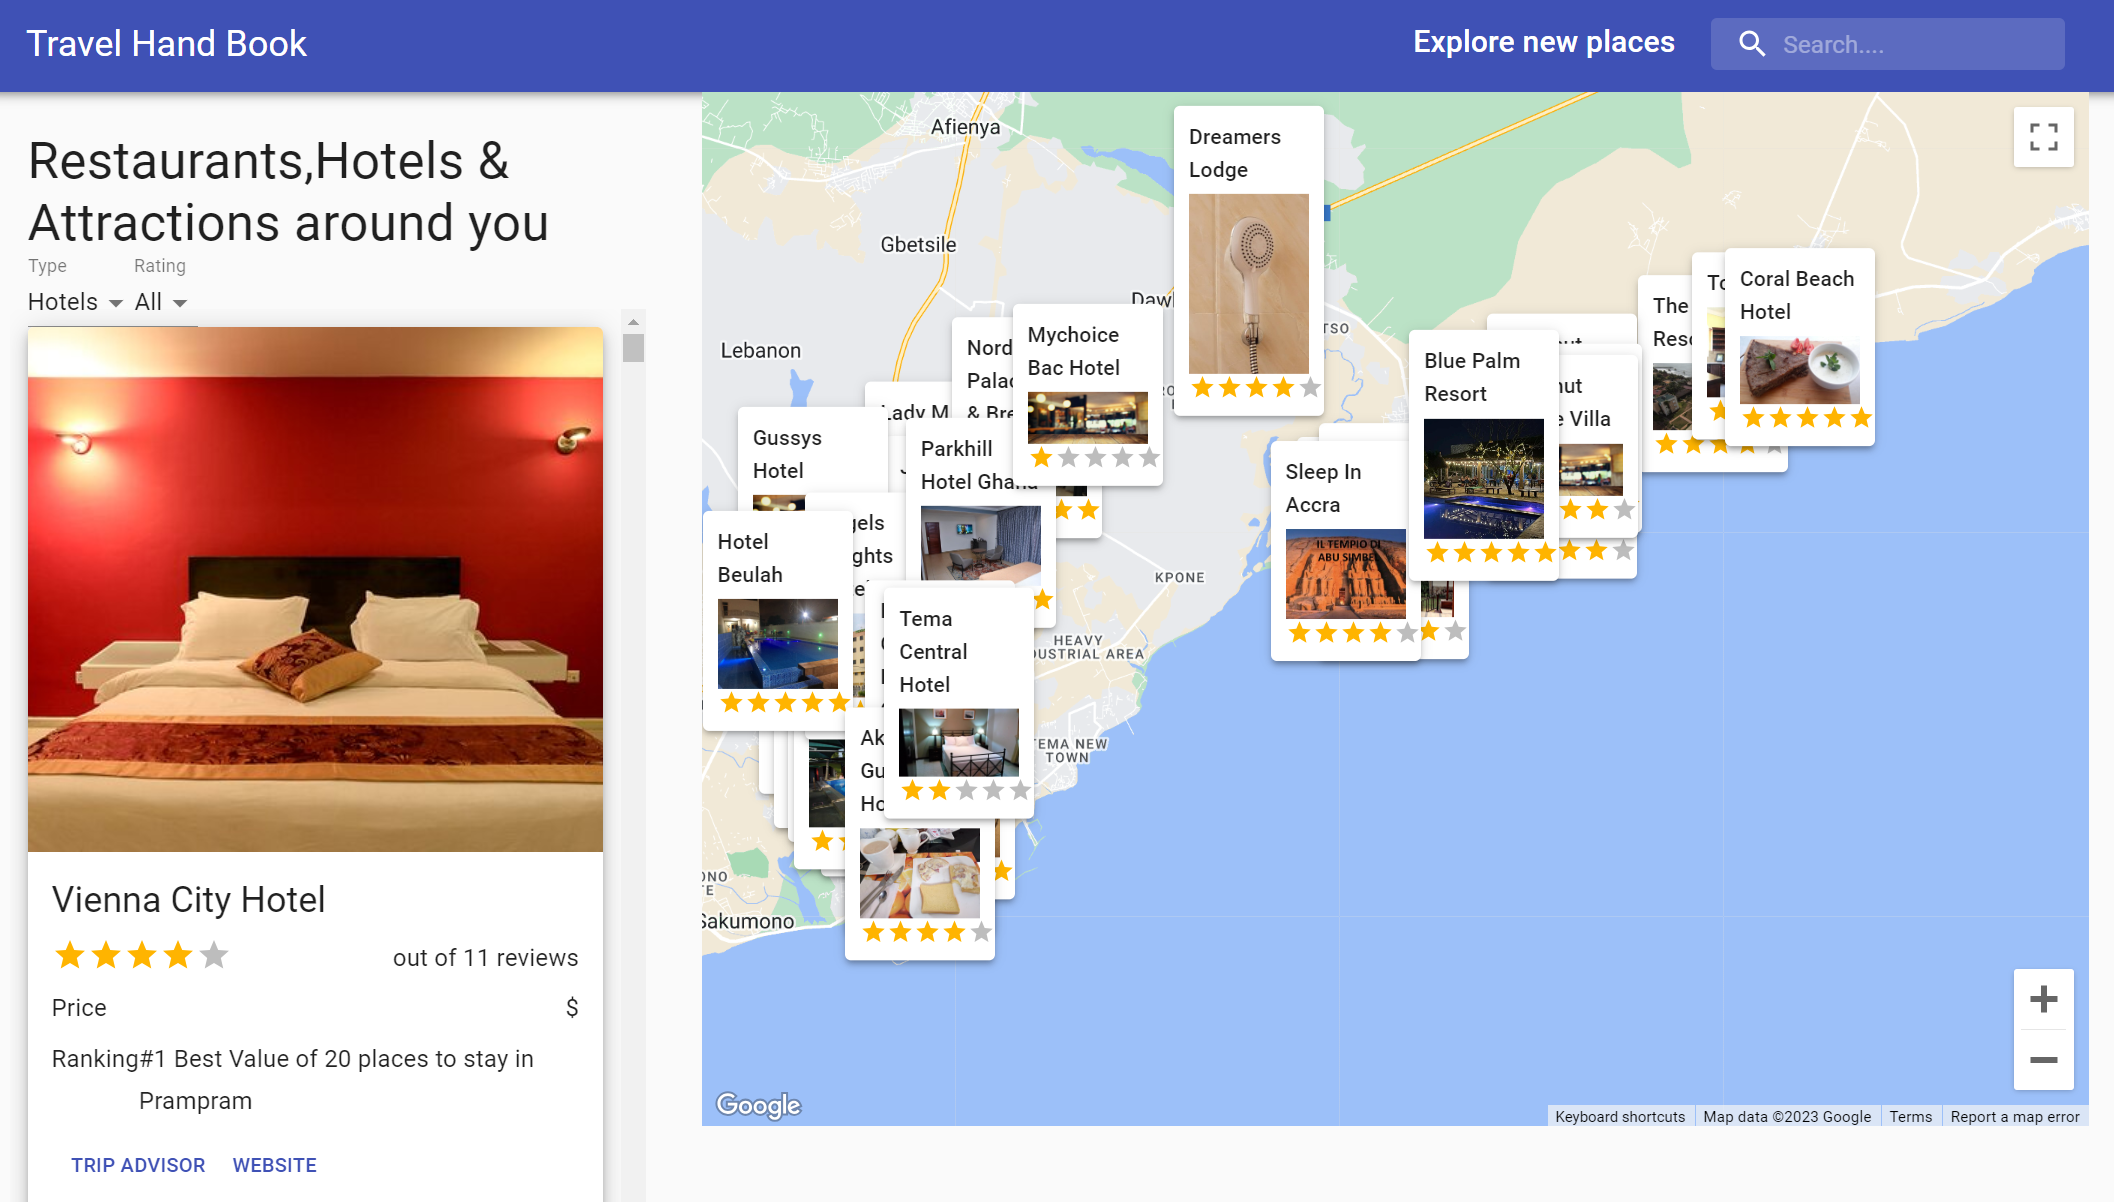 Travel Hand Book
Explore new places
Search....
Restaurants,Hotels &
Attractions around you
Type
Rating
Hotels
All
Vienna City Hotel
out of 11 reviews
Price
$
Ranking#1 Best Value of 20 places to stay in
Prampram
TRIP ADVISOR
WEBSITE
Afienya
Gbetsile
Lebanon
Dreamers
Lodge
Mychoice
Bac Hotel
Nord
& Bre
Lady M
Gussys
Hotel
Parkhill
Hotel Ghana
Hotel
Beulah
gels
ghts
Tema
Central
Hotel
Ak
Gu
Ho
KPONE
HEAVY
USTRIAL AREA
TEMA NEW
TOWN
Sakumono
Sleep In
Accra
IL TEMPIO DI
ABU SIMBEL
Blue Palm
Resort
nut
e Villa
The
Reso
To
Coral Beach
Hotel
Google
Keyboard shortcuts
Map data ©2023 Google
Terms
Report a map error